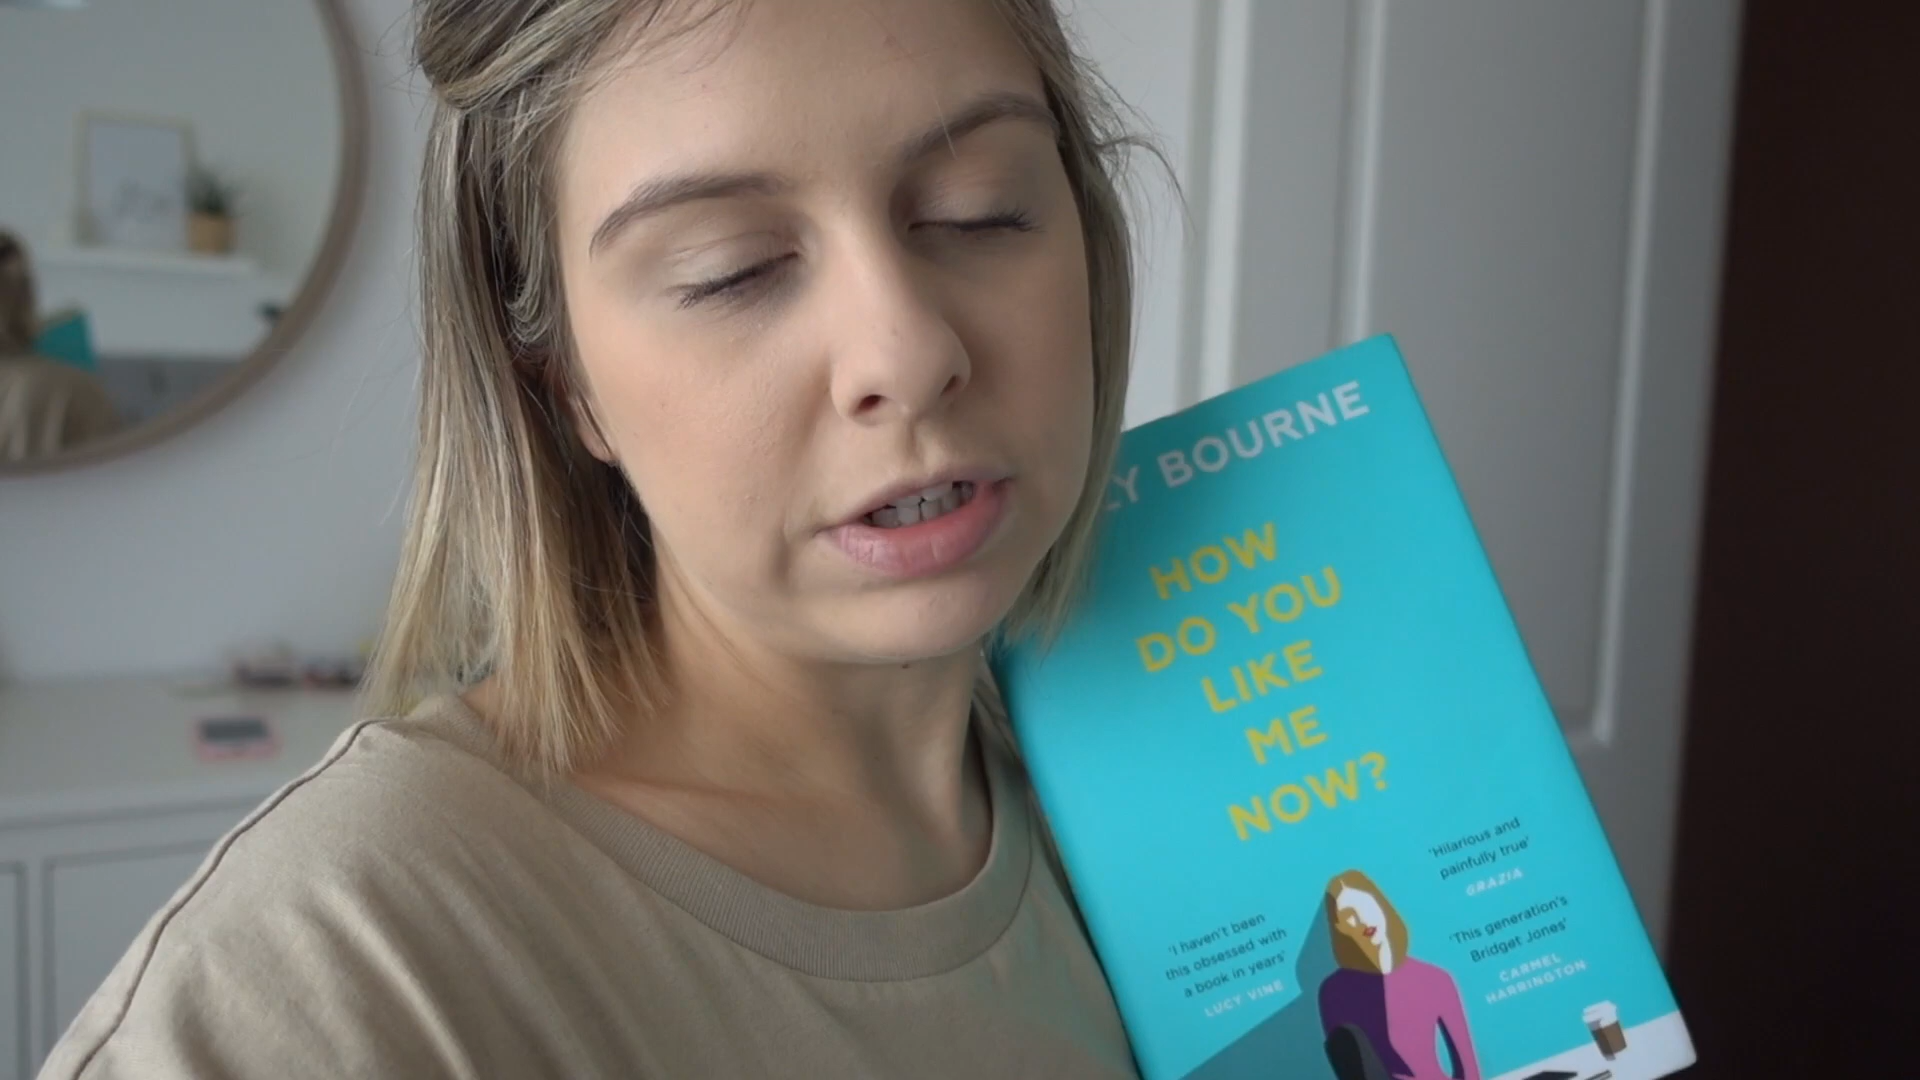 LY BOURNE
HOW
DO YOU
LIKE
ME
NOW?
'Hilarious and
painfully true'
GRAZIA
'I haven't been
this obsessed with
a book in years'
LUCY VINE
'This generation's
Bridget Jones'
CARMEL
HARRINGTON